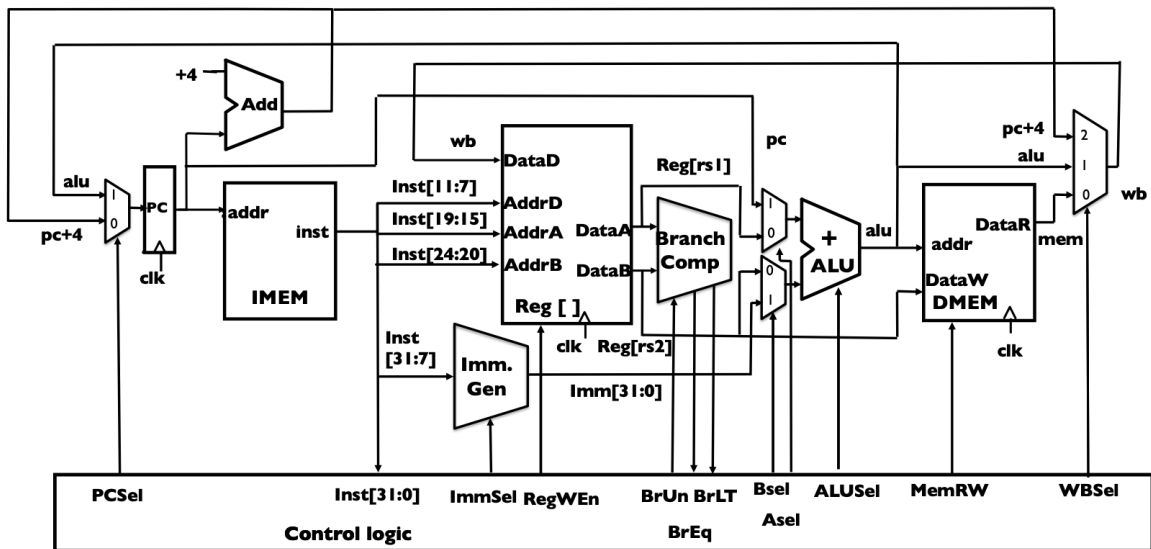 +4
Add
wb
DataD
pc
Reg[rs1]
pc+4
2
alu
1
0
wb
alu
1
0
pc+4
PC
clk
addr
inst
IMEM
Inst[11:7]
AddrD
Inst[19:15]
AddrA
Inst[24:20]
AddrB
DataA
DataB
Reg [ ]
clk
Reg[rs2]
Branch
Comp
1
0
0
1
+
ALU
alu
addr
DataR
mem
DataW
DMEM
clk
Inst
[31:7]
Imm.
Gen
Imm[31:0]
PCSel
Inst[31:0]
ImmSel
RegWEn
BrUn
BrLT
BrEq
Bsel
Asel
ALUSel
MemRW
WBSel
Control logic